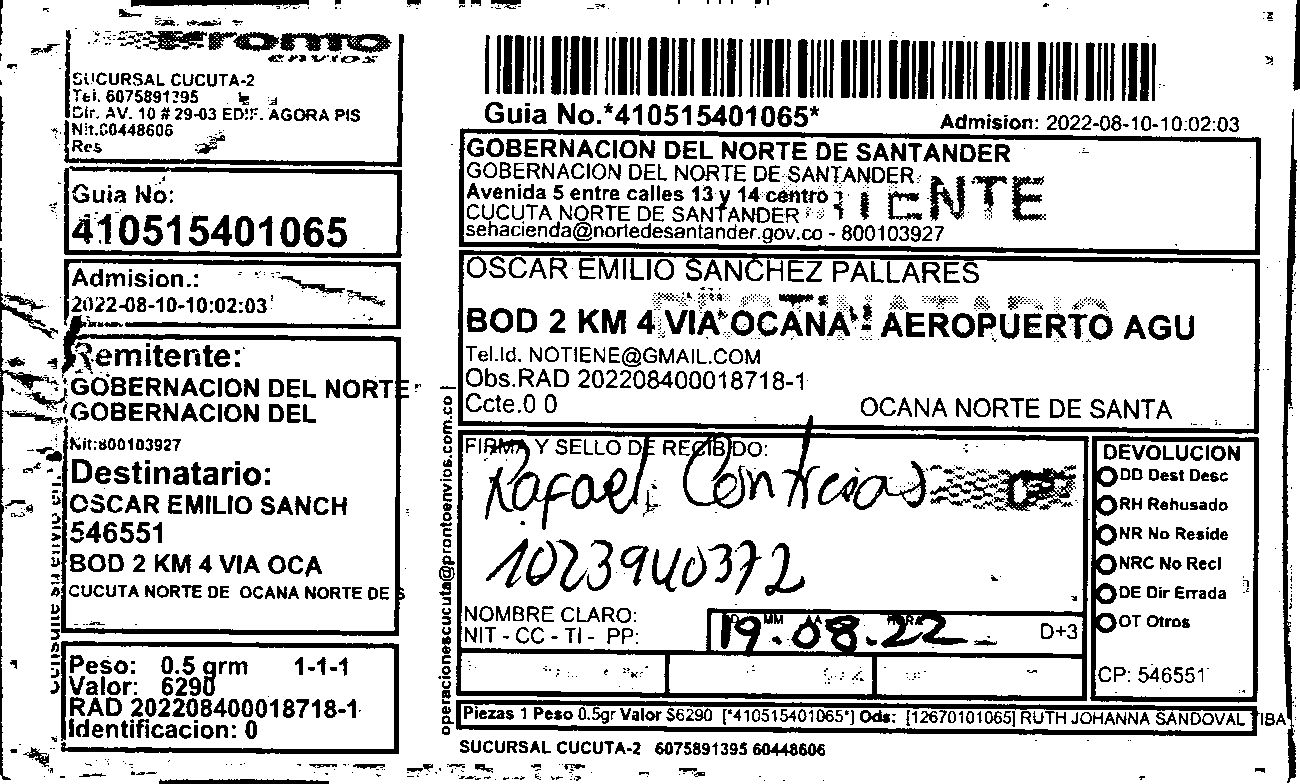 envios
SUCURSAL CUCUTA-2
Tel. 6075891395
Dir. AV. 10 # 29-03 EDIF. AGORA PIS
Nit.60448606
Res
Guia No:
410515401065
Admision.:
2022-08-10-10:02:03
Remitente:
GOBERNACION DEL NORTE
GOBERNACION DEL
Nit:800103927
Destinatario:
OSCAR EMILIO SANCH
546551
BOD 2 KM 4 VIA OCA
CUCUTA NORTE DE OCANA NORTE DE S
Peso: 0.5 grm 1-1-1
Valor: 6290
RAD 202208400018718-1
Identificacion: 0
operacionescucuta@prontoenvios.com.co
Guia No.*410515401065*
Admision: 2022-08-10-10:02:03
GOBERNACION DEL NORTE DE SANTANDER
GOBERNACION DEL NORTE DE SANTANDER
Avenida 5 entre calles 13 y 14 centro
CUCUTA NORTE DE SANTANDER
sehacienda@nortedesantander.gov.co - 800103927
OSCAR EMILIO SANCHEZ PALLARES
DESTINATARIO
BOD 2 KM 4 VIA OCANA - AEROPUERTO AGU
Tel.Id. NOTIENE@GMAIL.COM
Obs.RAD 202208400018718-1
Ccte.0 0 OCANA NORTE DE SANTA
FIRMA Y SELLO DE RECIBIDO:
Rafael Contreras
1023940372
NOMBRE CLARO:
NIT - CC - TI - PP:
19.08.22 D+3
DEVOLUCION
DD Dest Desc
RH Rehusado
NR No Reside
NRC No Recl
DE Dir Errada
OT Otros
CP: 546551
Piezas 1 Peso 0.5gr Valor $6290 [*410515401065*] Ods: [12670101065] RUTH JOHANNA SANDOVAL TIBA
SUCURSAL CUCUTA-2 6075891395 60448606